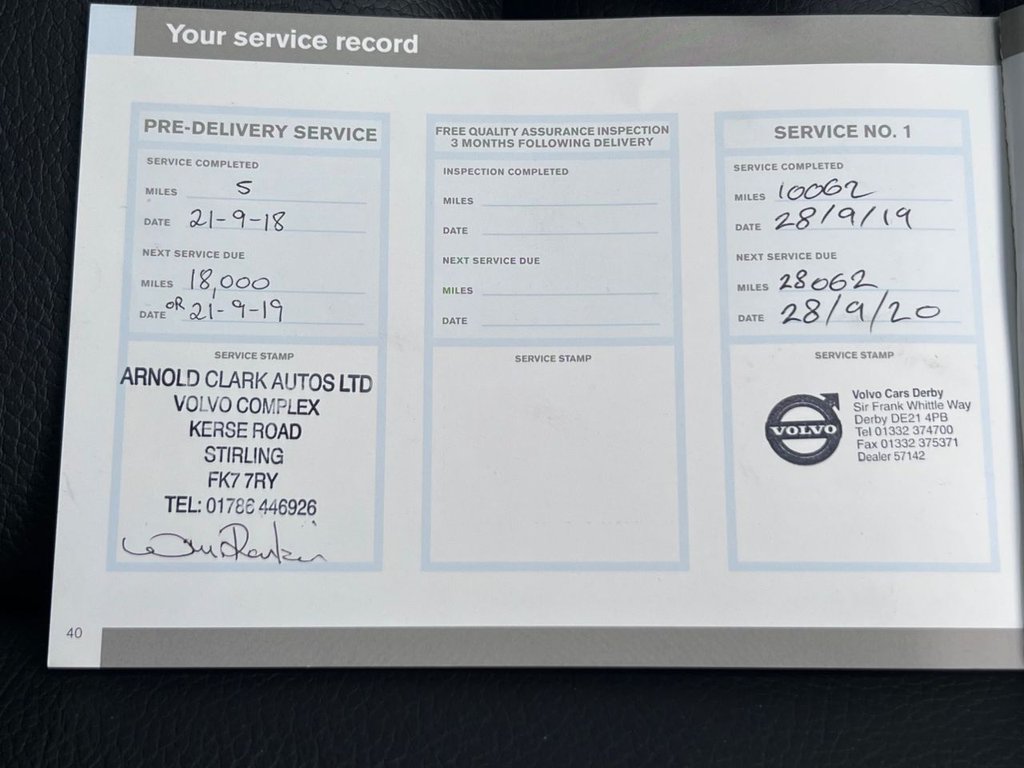 Your service record
PRE-DELIVERY SERVICE
SERVICE COMPLETED
MILES 5
DATE 21-9-18
NEXT SERVICE DUE
MILES 18,000
OR
DATE 21-9-19
SERVICE STAMP
ARNOLD CLARK AUTOS LTD
VOLVO COMPLEX
KERSE ROAD
STIRLING
FK7 7RY
TEL: 01786 446926
FREE QUALITY ASSURANCE INSPECTION
3 MONTHS FOLLOWING DELIVERY
INSPECTION COMPLETED
MILES
DATE
NEXT SERVICE DUE
MILES
DATE
SERVICE STAMP
SERVICE NO. 1
SERVICE COMPLETED
MILES 10062
DATE 28/9/19
NEXT SERVICE DUE
MILES 28062
DATE 28/9/20
SERVICE STAMP
VOLVO
Volvo Cars Derby
Sir Frank Whittle Way
Derby DE21 4PB
Tel 01332 374700
Fax 01332 375371
Dealer 57142
40